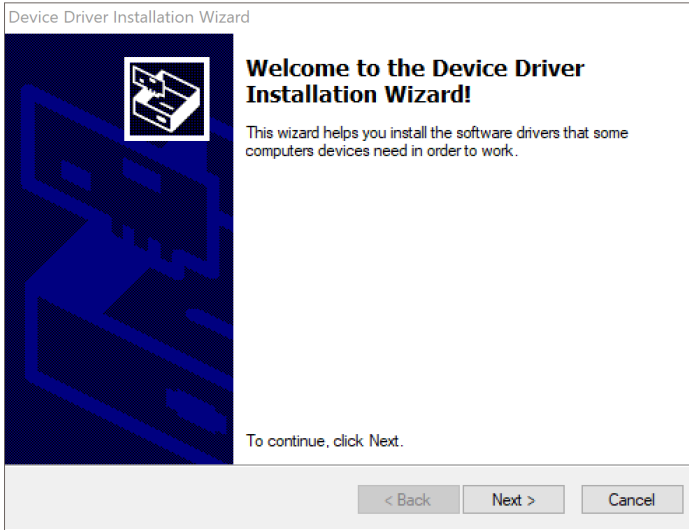 Device Driver Installation Wizard
Welcome to the Device Driver
Installation Wizard!
This wizard helps you install the software drivers that some
computers devices need in order to work.
To continue, click Next.
< Back
Next >
Cancel